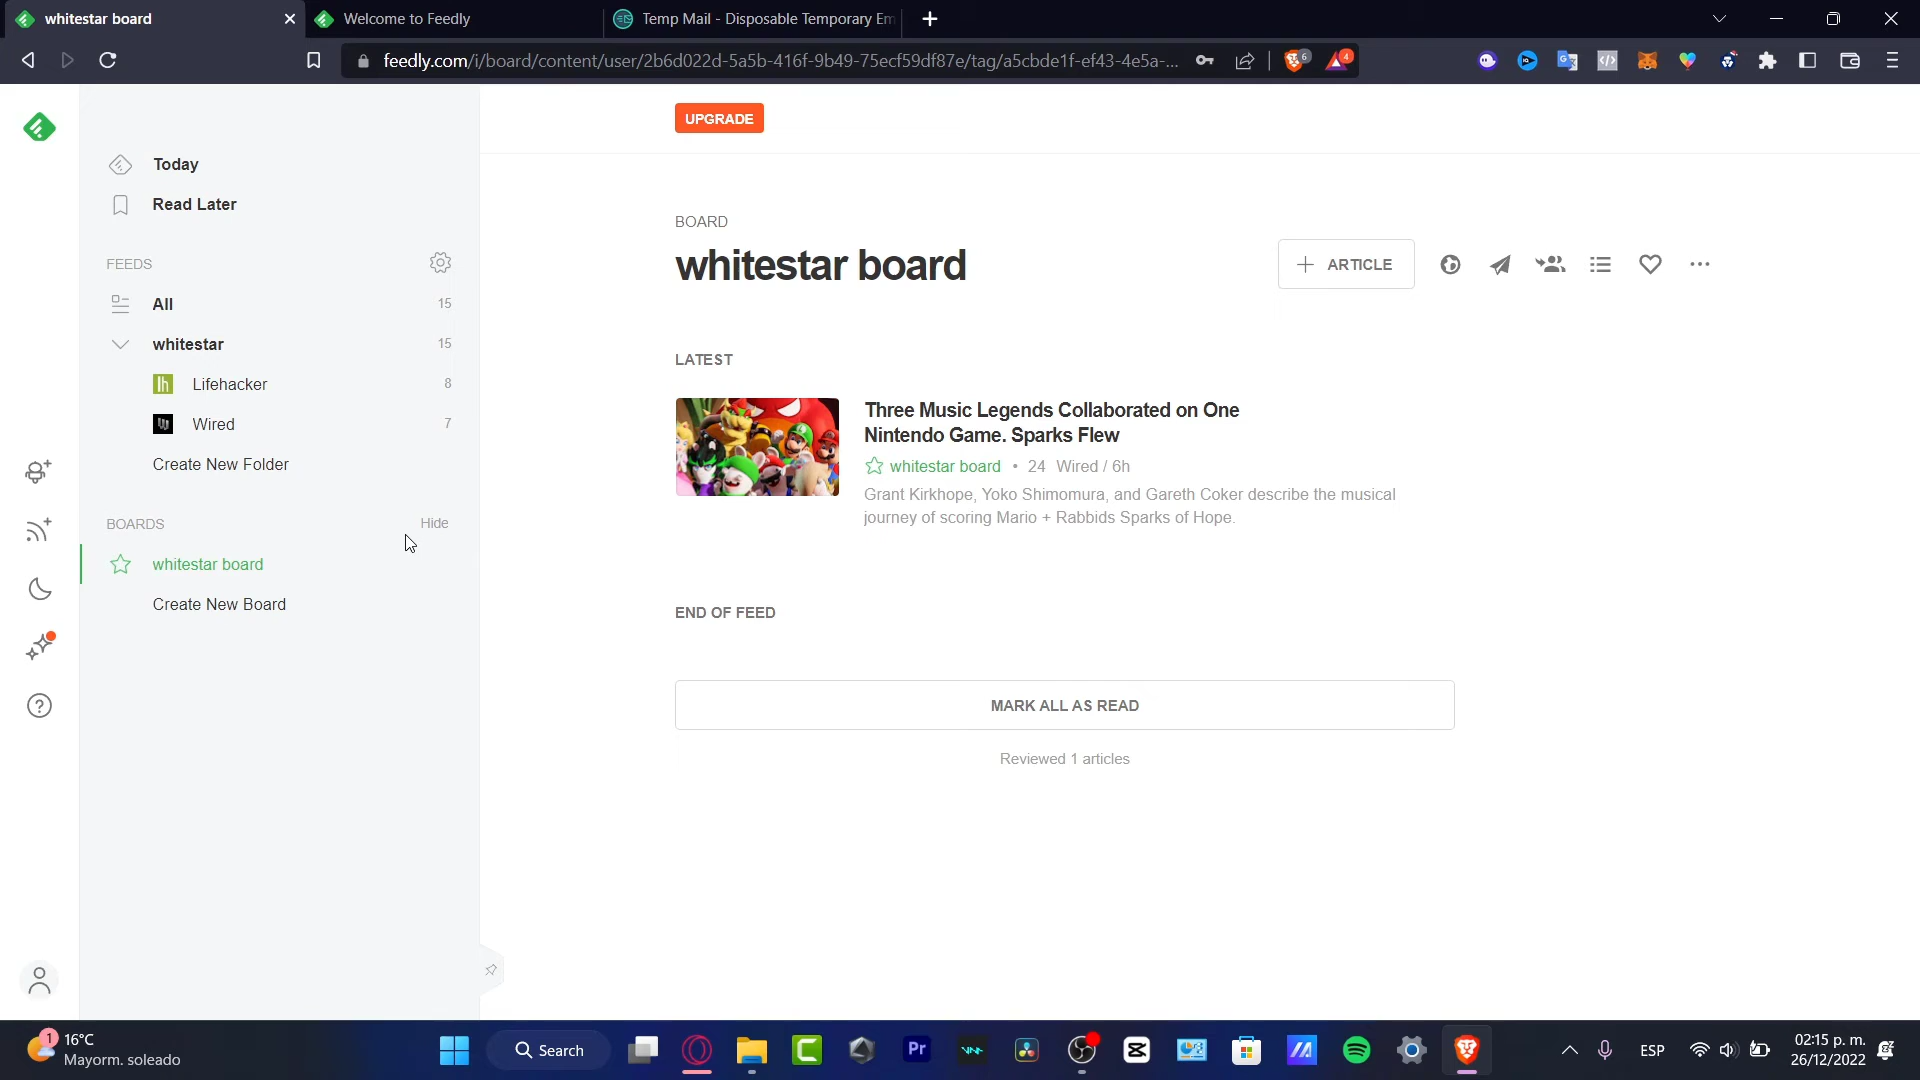 whitestar board
Welcome to Feedly
Temp Mail - Disposable Temporary Em
feedly.com/i/board/content/user/2b6d022d-5a5b-416f-9b49-75ecf59df87e/tag/a5cbde1f-ef43-4e5a-...
6
4
UPGRADE
Today
Read Later
FEEDS
All 15
whitestar 15
lh Lifehacker 8
Wired 7
Create New Folder
BOARDS Hide
whitestar board
Create New Board
BOARD
whitestar board
ARTICLE
LATEST
Three Music Legends Collaborated on One
Nintendo Game. Sparks Flew
whitestar board • 24 Wired / 6h
Grant Kirkhope, Yoko Shimomura, and Gareth Coker describe the musical
journey of scoring Mario + Rabbids Sparks of Hope.
END OF FEED
MARK ALL AS READ
Reviewed 1 articles
1
16°C
Mayorm. soleado
Search
Pr
ESP
02:15 p. m.
26/12/2022